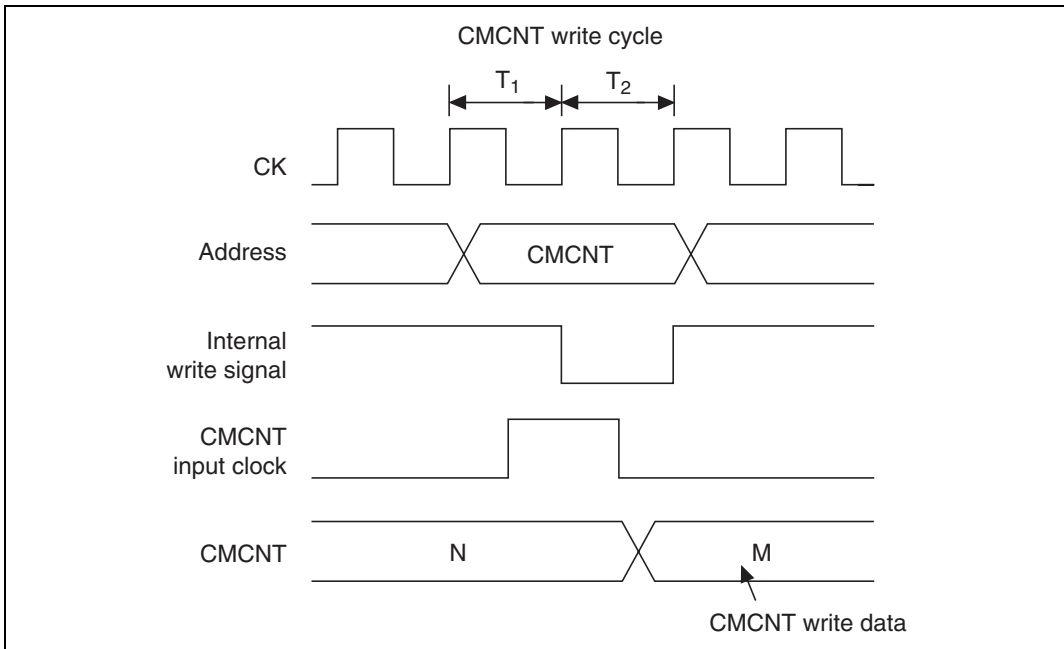 CMCNT write cycle
T1 T2
CK
Address
CMCNT
Internal
write signal
CMCNT
input clock
CMCNT
N
M
CMCNT write data